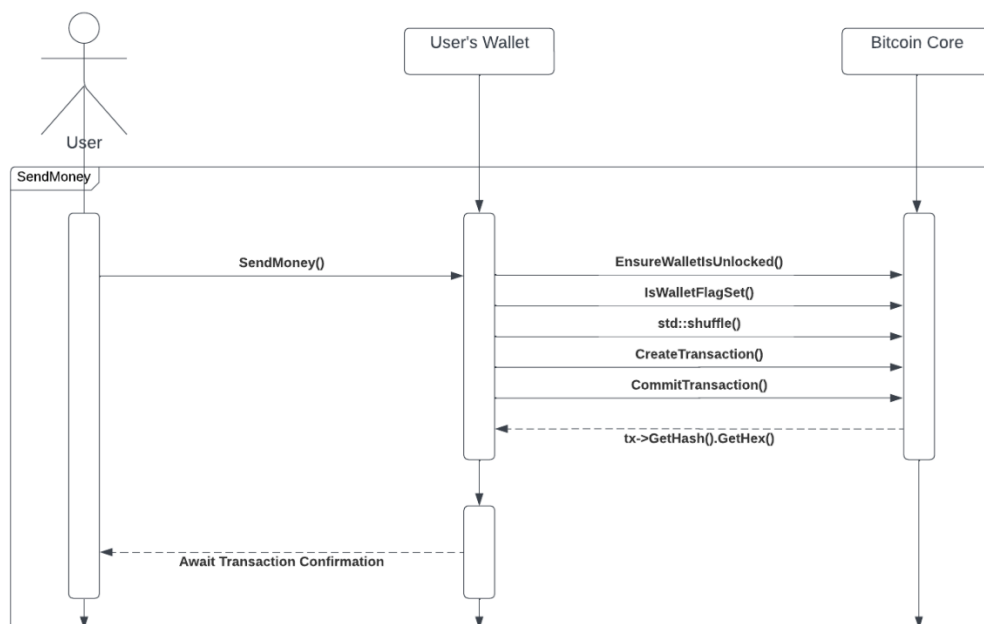 User's Wallet
Bitcoin Core
User
SendMoney
SendMoney()
EnsureWalletIsUnlocked()
IsWalletFlagSet()
std::shuffle()
CreateTransaction()
CommitTransaction()
tx->GetHash().GetHex()
Await Transaction Confirmation